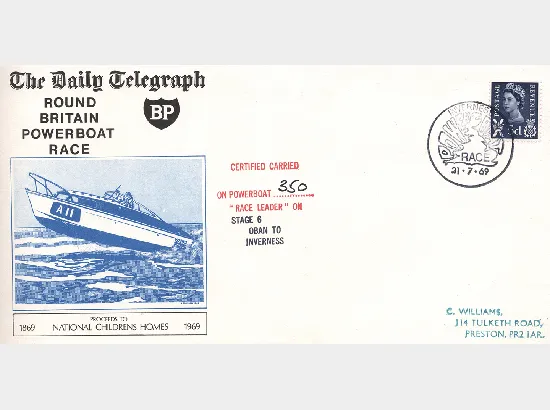 The Daily Telegraph
ROUND
BRITAIN
POWERBOAT
RACE
BP
A11
PROCEEDS TO
1869 NATIONAL CHILDRENS HOMES 1969
CERTIFIED CARRIED
ON POWERBOAT 350
"RACE LEADER" ON
STAGE 6
OBAN TO
INVERNESS
RACE
21·7·69
POSTAGE
C. WILLIAMS,
114 TULKETH ROAD,
PRESTON, PR2 1AR.